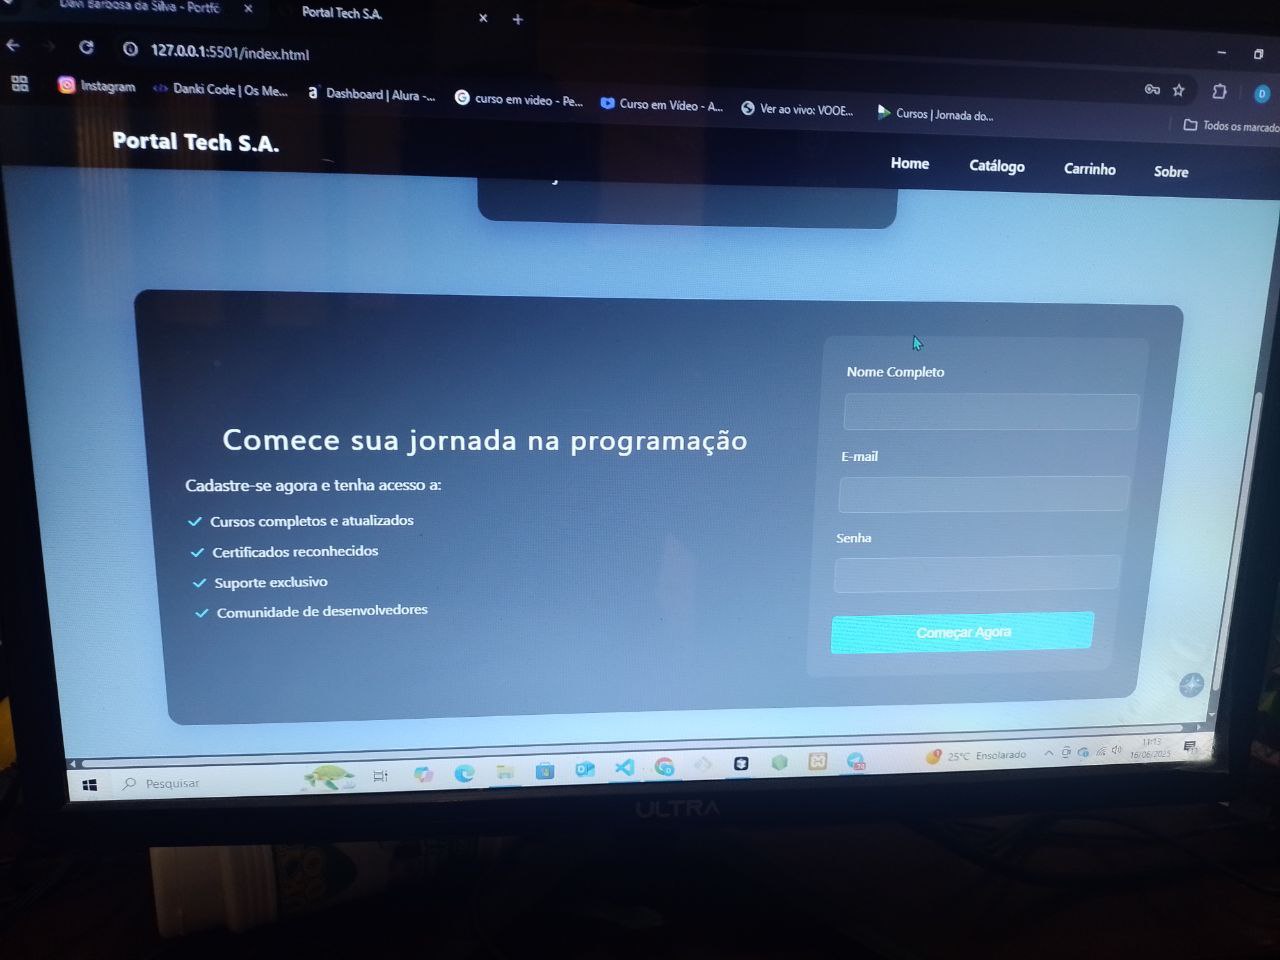 Davi Barbosa da Silva - Portfó
Portal Tech S.A.
127.0.0.1:5501/index.html
Instagram
Danki Code | Os Me...
Dashboard | Alura -...
curso em video - Pe...
Curso em Vídeo - A...
Ver ao vivo: VOOE...
Cursos | Jornada do...
Todos os marcado
Portal Tech S.A.
Home
Catálogo
Carrinho
Sobre
Comece sua jornada na programação
Cadastre-se agora e tenha acesso a:
Cursos completos e atualizados
Certificados reconhecidos
Suporte exclusivo
Comunidade de desenvolvedores
Nome Completo
E-mail
Senha
Começar Agora
Pesquisar
25°C Ensolarado
11:13
16/06/2025
ULTRA